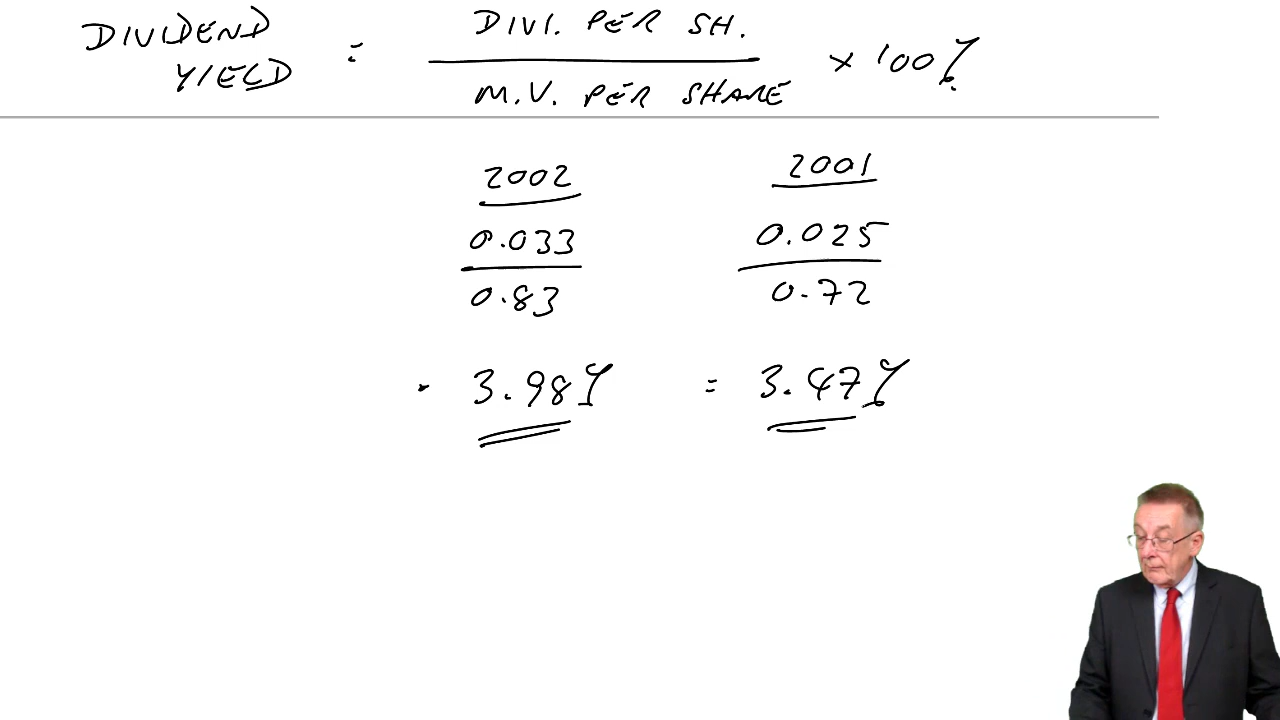 DIVIDEND YIELD = DIVI. PER SH. / M.V. PER SHARE × 100%
2002 2001
0.033 0.025
0.83 0.72
= 3.98% = 3.47%